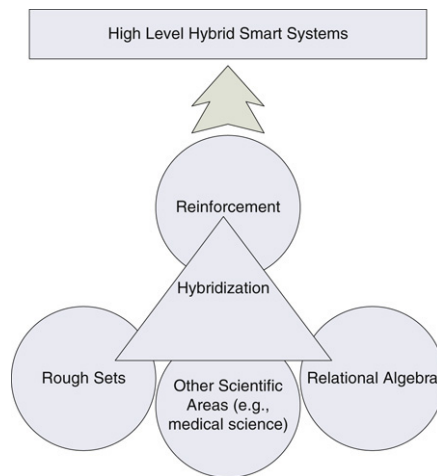 High Level Hybrid Smart Systems
Reinforcement
Hybridization
Rough Sets
Other Scientific
Areas (e.g.,
medical science)
Relational Algebra